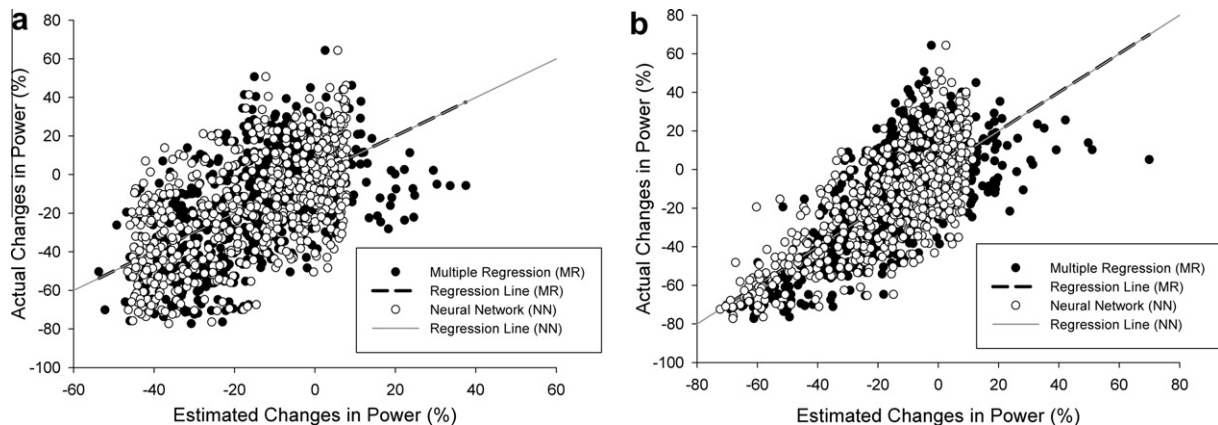 a
80
60
40
20
0
-20
-40
-60
-80
-100
Actual Changes in Power (%)
-60 -40 -20 0 20 40 60
Estimated Changes in Power (%)
Multiple Regression (MR)
Regression Line (MR)
Neural Network (NN)
Regression Line (NN)
b
80
60
40
20
0
-20
-40
-60
-80
-100
Actual Changes in Power (%)
-80 -60 -40 -20 0 20 40 60 80
Estimated Changes in Power (%)
Multiple Regression (MR)
Regression Line (MR)
Neural Network (NN)
Regression Line (NN)